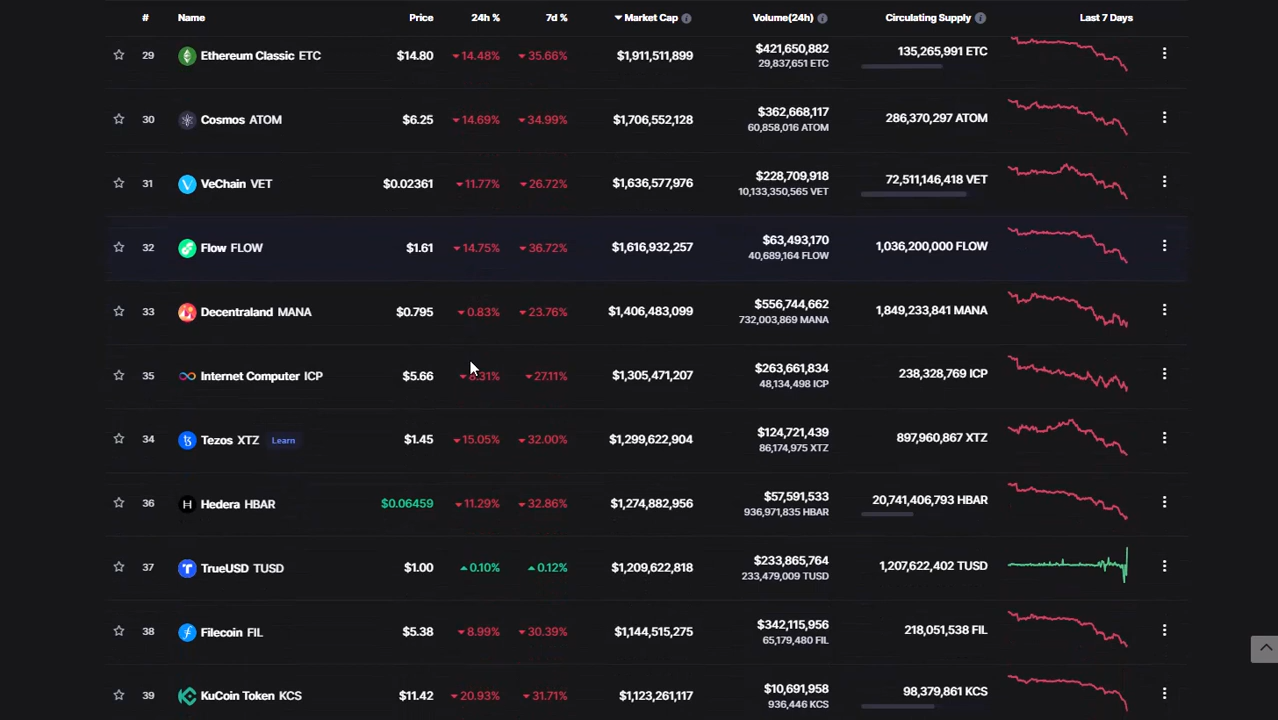 # Name Price 24h % 7d % Market Cap Volume(24h) Circulating Supply Last 7 Days
29 Ethereum Classic ETC $14.80 14.48% 35.66% $1,911,511,899 $421,650,882 135,265,991 ETC
29,837,651 ETC
30 Cosmos ATOM $6.25 14.69% 34.99% $1,706,552,128 $362,668,117 286,370,297 ATOM
60,858,016 ATOM
31 VeChain VET $0.02361 11.77% 26.72% $1,636,577,976 $228,709,918 72,511,146,418 VET
10,133,350,565 VET
32 Flow FLOW $1.61 14.75% 36.72% $1,616,932,257 $63,493,170 1,036,200,000 FLOW
40,689,164 FLOW
33 Decentraland MANA $0.795 0.83% 23.76% $1,406,483,099 $556,744,662 1,849,233,841 MANA
732,003,869 MANA
35 Internet Computer ICP $5.66 27.11% $1,305,471,207 $263,661,834 238,328,769 ICP
48,134,498 ICP
34 Tezos XTZ Learn $1.45 15.05% 32.00% $1,299,622,904 $124,721,439 897,960,867 XTZ
86,174,975 XTZ
36 Hedera HBAR $0.06459 11.29% 32.86% $1,274,882,956 $57,591,533 20,741,406,793 HBAR
936,971,835 HBAR
37 TrueUSD TUSD $1.00 0.10% 0.12% $1,209,622,818 $233,865,764 1,207,622,402 TUSD
233,479,009 TUSD
38 Filecoin FIL $5.38 8.99% 30.39% $1,144,515,275 $342,115,956 218,051,538 FIL
65,179,480 FIL
39 KuCoin Token KCS $11.42 20.93% 31.71% $1,123,261,117 $10,691,958 98,379,861 KCS
936,446 KCS